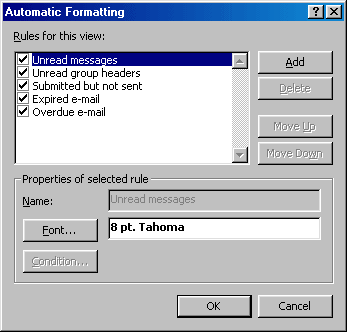 Automatic Formatting
Rules for this view:
Unread messages
Unread group headers
Submitted but not sent
Expired e-mail
Overdue e-mail
Add
Delete
Move Up
Move Down
Properties of selected rule
Name:
Unread messages
Font...
8 pt. Tahoma
Condition...
OK
Cancel